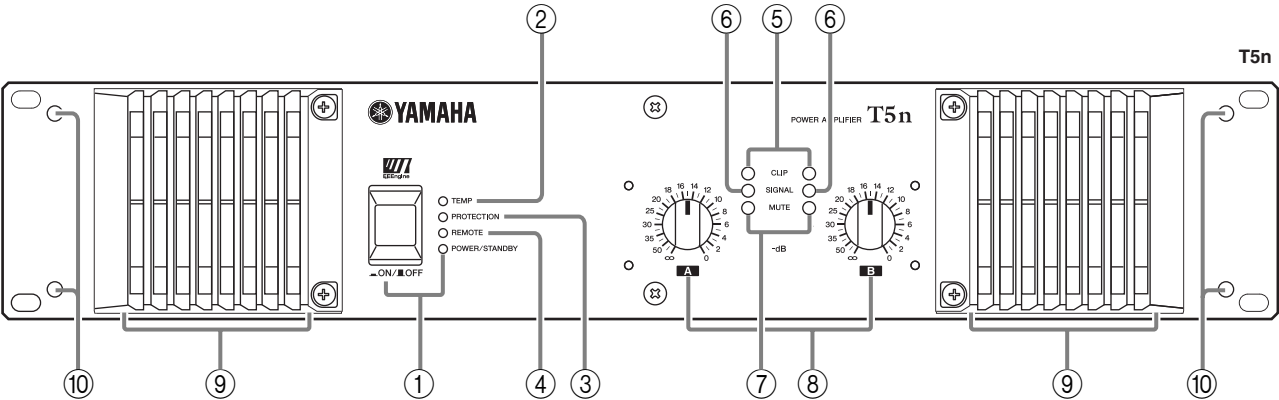 ② ⑥ ⑤ ⑥
T5n
YAMAHA
POWER AMPLIFIER T5n
EEEngine
TEMP
PROTECTION
REMOTE
POWER/STANDBY
ON/ OFF
CLIP
SIGNAL
MUTE
-dB
∞ 50 35 30 25 20 18 16 14 12 10 8 6 4 2 0
A
∞ 50 35 30 25 20 18 16 14 12 10 8 6 4 2 0
B
⑩ ⑨ ① ④ ③ ⑦ ⑧ ⑨ ⑩